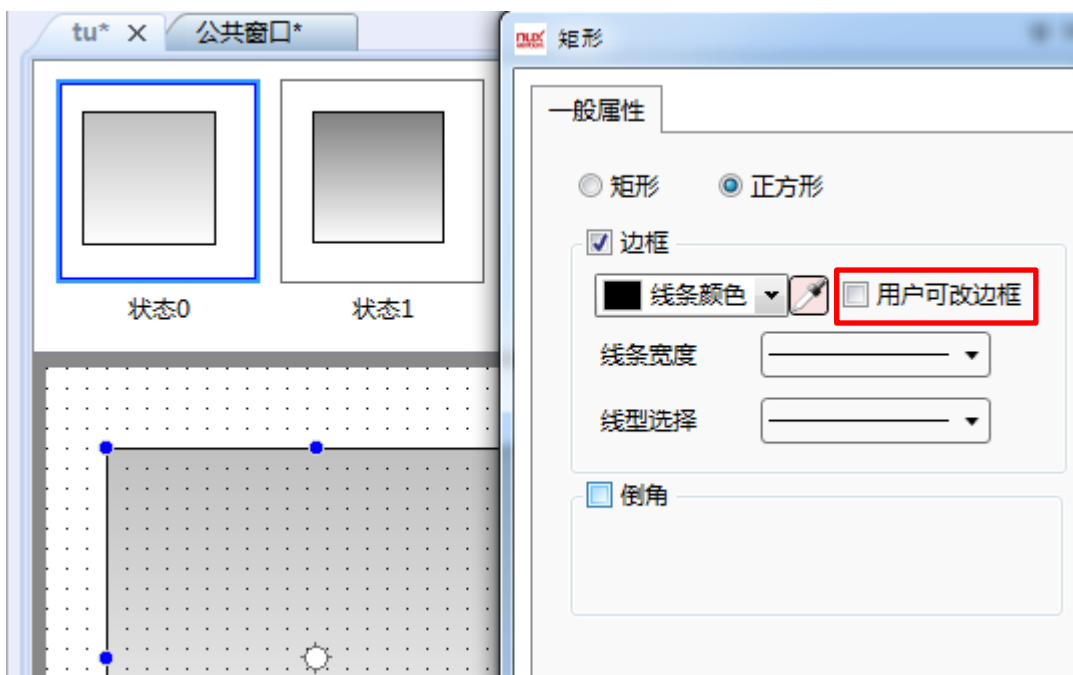 tu*
公共窗口*
状态0
状态1
矩形
一般属性
矩形
正方形
边框
线条颜色
用户可改边框
线条宽度
线型选择
倒角